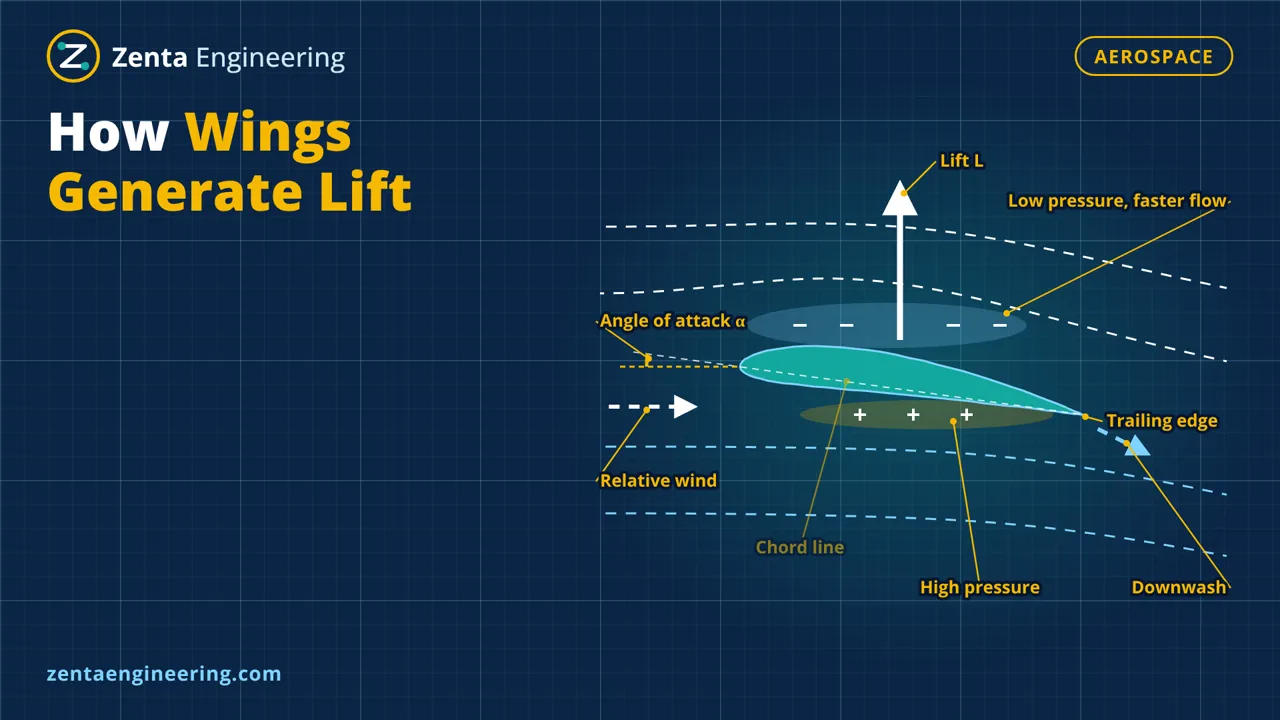 Zenta Engineering
AEROSPACE
How Wings
Generate Lift
Lift L
Low pressure, faster flow
Angle of attack α
Trailing edge
Relative wind
Chord line
High pressure
Downwash
zentaengineering.com